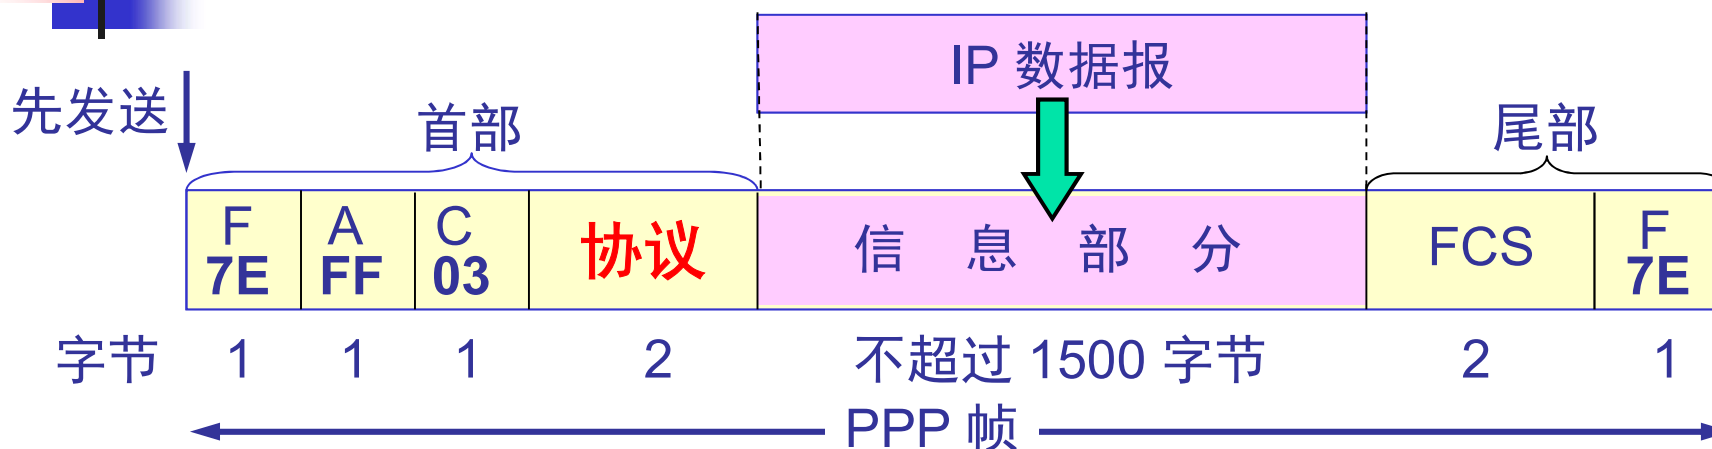 IP 数据报
先发送
首部
尾部
F A C 协议 信息部分 FCS F
7E FF 03 7E
字节 1 1 1 2 不超过 1500 字节 2 1
PPP 帧